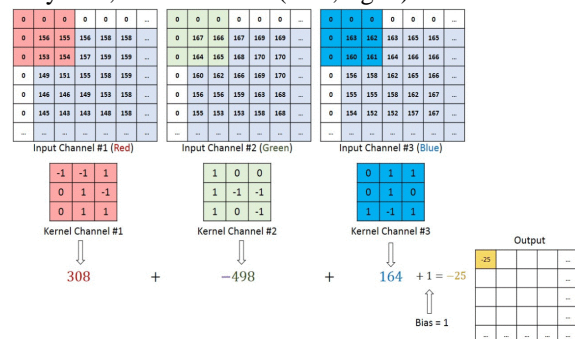 0 0 0 0 0 0 ... 0 0 0 0 0 0 ... 0 0 0 0 0 0 ...
0 156 155 156 158 158 ... 0 167 166 167 169 169 ... 0 163 162 163 165 165 ...
0 153 154 157 159 159 ... 0 164 165 168 170 170 ... 0 160 161 164 166 166 ...
0 149 151 155 158 159 ... 0 160 162 166 169 170 ... 0 156 158 162 165 166 ...
0 146 146 149 153 158 ... 0 156 156 159 163 168 ... 0 155 155 158 162 167 ...
0 145 143 143 148 158 ... 0 155 153 153 158 168 ... 0 154 152 152 157 167 ...
... ... ... ... ... ... ... ... ... ... ... ... ... ... ... ... ... ... ... ... ...
Input Channel #1 (Red) Input Channel #2 (Green) Input Channel #3 (Blue)
-1 -1 1 1 0 0 0 1 1
0 1 -1 1 -1 -1 0 1 0
0 1 1 1 0 -1 1 -1 1
Kernel Channel #1 Kernel Channel #2 Kernel Channel #3
Output
308 + −498 + 164 + 1 = −25
Bias = 1
-25 ...
...
...
...
... ... ... ... ...